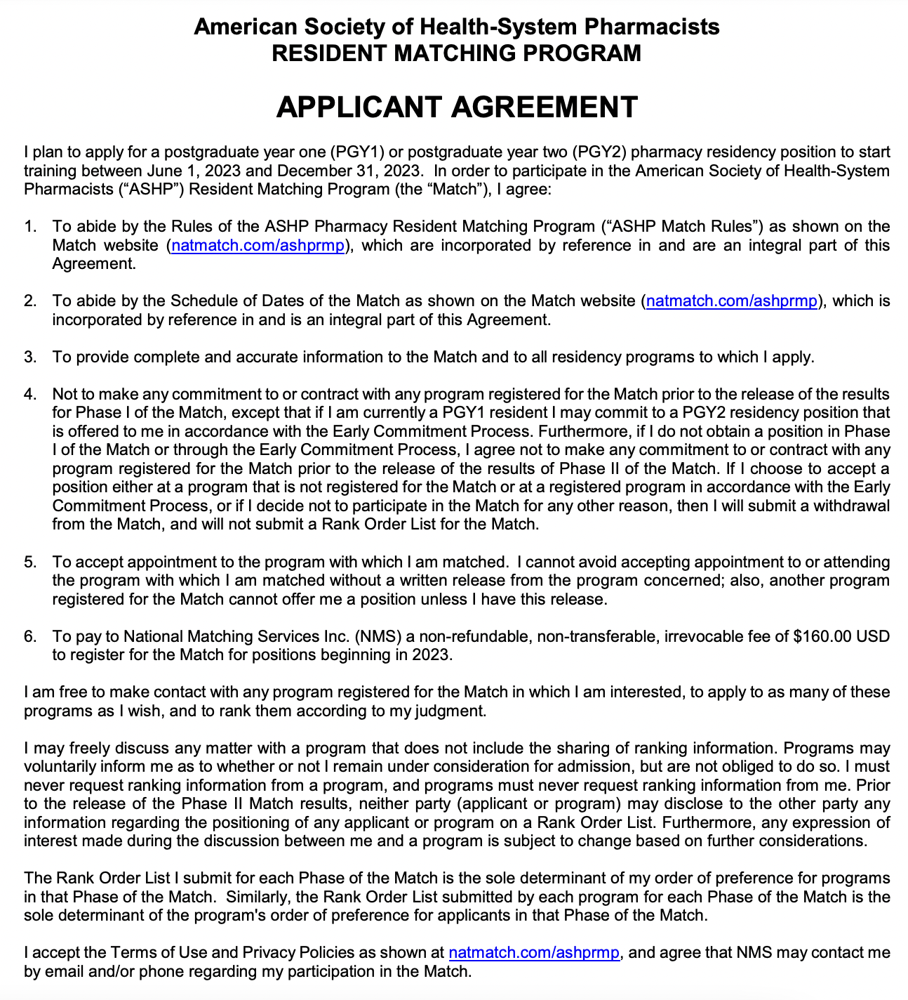 American Society of Health-System Pharmacists
RESIDENT MATCHING PROGRAM
APPLICANT AGREEMENT
I plan to apply for a postgraduate year one (PGY1) or postgraduate year two (PGY2) pharmacy residency position to start
training between June 1, 2023 and December 31, 2023.  In order to participate in the American Society of Health-System
Pharmacists (“ASHP”) Resident Matching Program (the “Match”), I agree:
1. To abide by the Rules of the ASHP Pharmacy Resident Matching Program (“ASHP Match Rules”) as shown on the
Match website (natmatch.com/ashprmp), which are incorporated by reference in and are an integral part of this
Agreement.
2. To abide by the Schedule of Dates of the Match as shown on the Match website (natmatch.com/ashprmp), which is
incorporated by reference in and is an integral part of this Agreement.
3. To provide complete and accurate information to the Match and to all residency programs to which I apply.
4. Not to make any commitment to or contract with any program registered for the Match prior to the release of the results
for Phase I of the Match, except that if I am currently a PGY1 resident I may commit to a PGY2 residency position that
is offered to me in accordance with the Early Commitment Process. Furthermore, if I do not obtain a position in Phase
I of the Match or through the Early Commitment Process, I agree not to make any commitment to or contract with any
program registered for the Match prior to the release of the results of Phase II of the Match. If I choose to accept a
position either at a program that is not registered for the Match or at a registered program in accordance with the Early
Commitment Process, or if I decide not to participate in the Match for any other reason, then I will submit a withdrawal
from the Match, and will not submit a Rank Order List for the Match.
5. To accept appointment to the program with which I am matched.  I cannot avoid accepting appointment to or attending
the program with which I am matched without a written release from the program concerned; also, another program
registered for the Match cannot offer me a position unless I have this release.
6. To pay to National Matching Services Inc. (NMS) a non-refundable, non-transferable, irrevocable fee of $160.00 USD
to register for the Match for positions beginning in 2023.
I am free to make contact with any program registered for the Match in which I am interested, to apply to as many of these
programs as I wish, and to rank them according to my judgment.
I may freely discuss any matter with a program that does not include the sharing of ranking information. Programs may
voluntarily inform me as to whether or not I remain under consideration for admission, but are not obliged to do so. I must
never request ranking information from a program, and programs must never request ranking information from me. Prior
to the release of the Phase II Match results, neither party (applicant or program) may disclose to the other party any
information regarding the positioning of any applicant or program on a Rank Order List. Furthermore, any expression of
interest made during the discussion between me and a program is subject to change based on further considerations.
The Rank Order List I submit for each Phase of the Match is the sole determinant of my order of preference for programs
in that Phase of the Match.  Similarly, the Rank Order List submitted by each program for each Phase of the Match is the
sole determinant of the program's order of preference for applicants in that Phase of the Match.
I accept the Terms of Use and Privacy Policies as shown at natmatch.com/ashprmp, and agree that NMS may contact me
by email and/or phone regarding my participation in the Match.